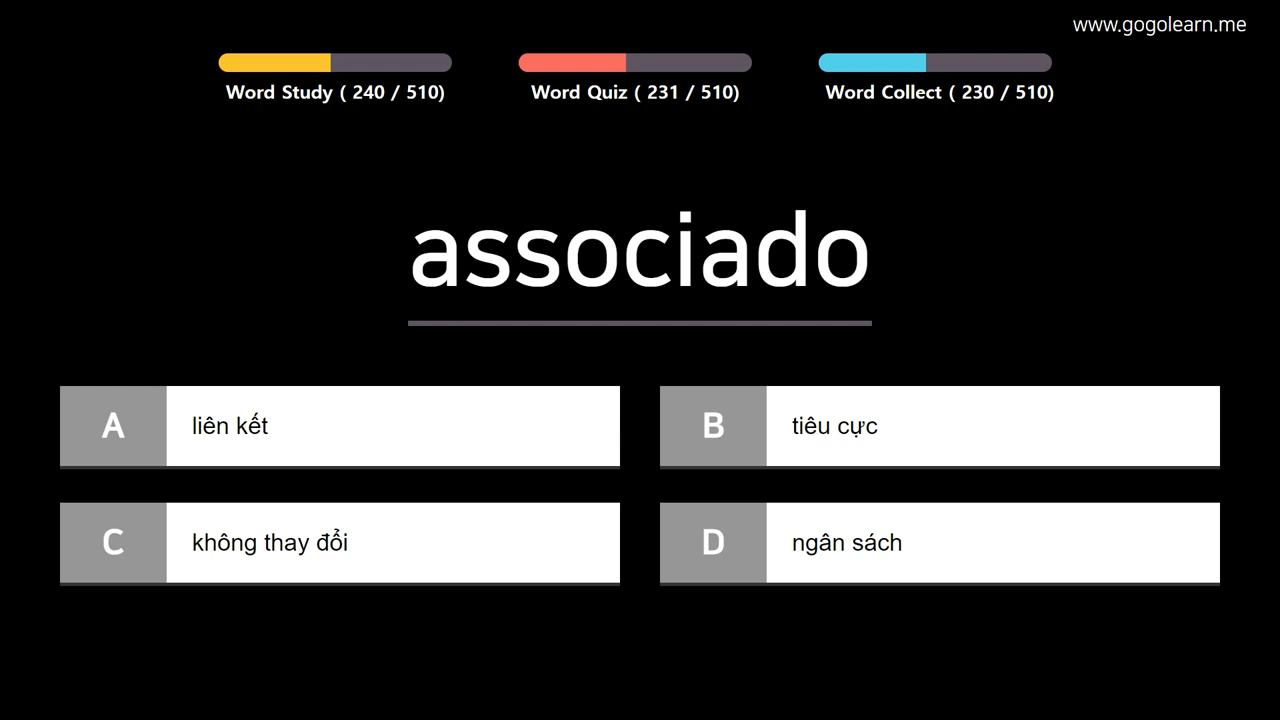 www.gogolearn.me
Word Study ( 240 / 510)
Word Quiz ( 231 / 510)
Word Collect ( 230 / 510)
associado
A liên kết
B tiêu cực
C không thay đổi
D ngân sách